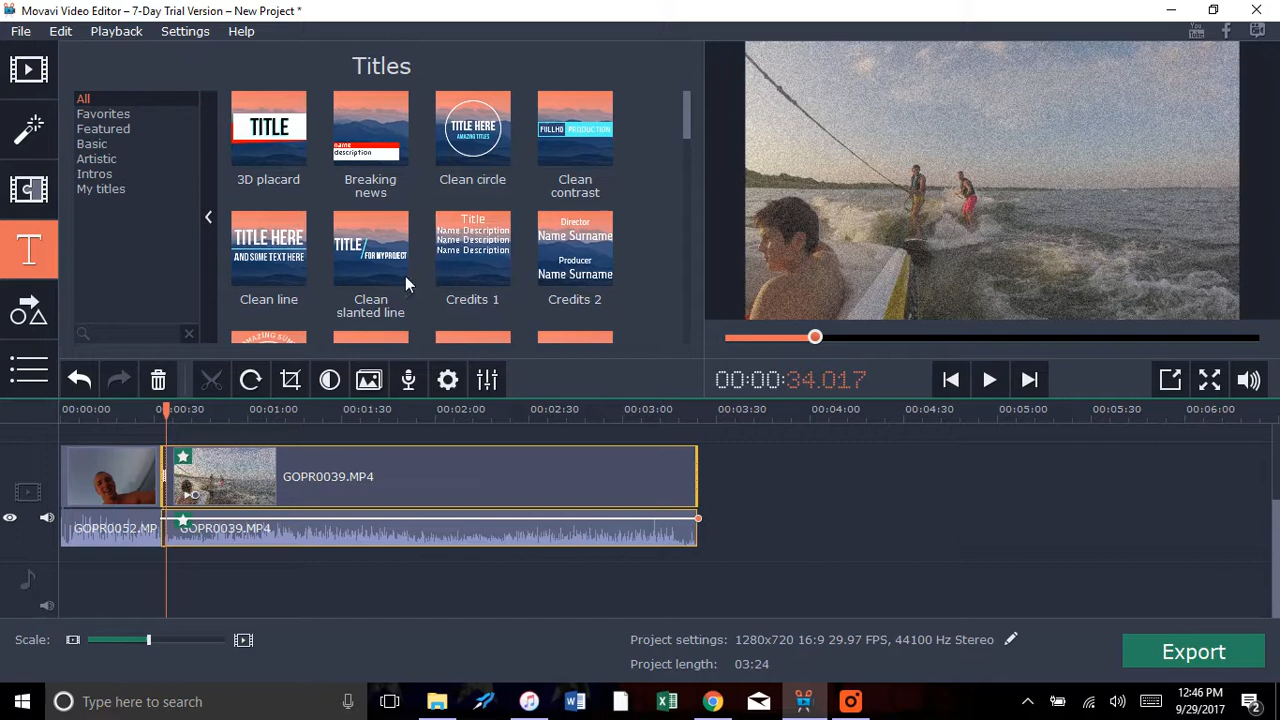 Movavi Video Editor – 7-Day Trial Version – New Project *
File Edit Playback Settings Help
You Tube
Titles
All
Favorites
Featured
Basic
Artistic
Intros
My titles
TITLE
name
description
TITLE HERE
AMAZING TITLES
FULLHD PRODUCTION
3D placard
Breaking news
Clean circle
Clean contrast
TITLE HERE
AND SOME TEXT HERE
TITLE/ FOR MY PROJECT
Title
Name Description
Name Description
Name Description
Director
Name Surname
Producer
Name Surname
Clean line
Clean slanted line
Credits 1
Credits 2
00:00:34.017
00:00:00 00:00:30 00:01:00 00:01:30 00:02:00 00:02:30 00:03:00 00:03:30 00:04:00 00:04:30 00:05:00 00:05:30 00:06:00
GOPR0039.MP4
GOPR0052.MP GOPR0039.MP4
Scale:
Project settings: 1280x720 16:9 29.97 FPS, 44100 Hz Stereo
Project length: 03:24
Export
Type here to search
12:46 PM
9/29/2017
2